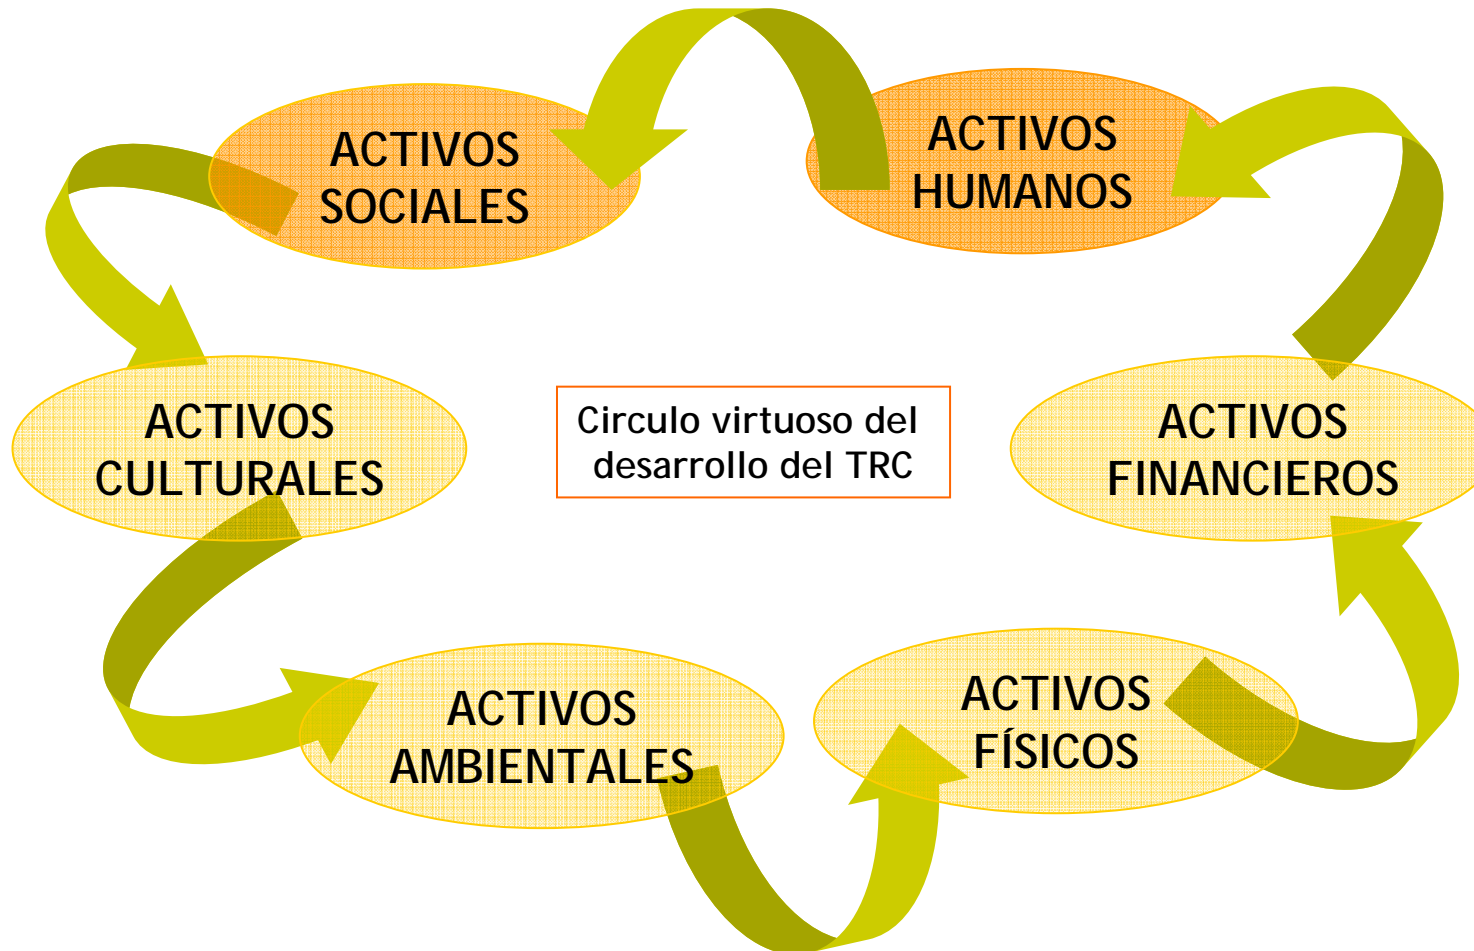 ACTIVOS
SOCIALES
ACTIVOS
HUMANOS
ACTIVOS
CULTURALES
Circulo virtuoso del
desarrollo del TRC
ACTIVOS
FINANCIEROS
ACTIVOS
AMBIENTALES
ACTIVOS
FÍSICOS